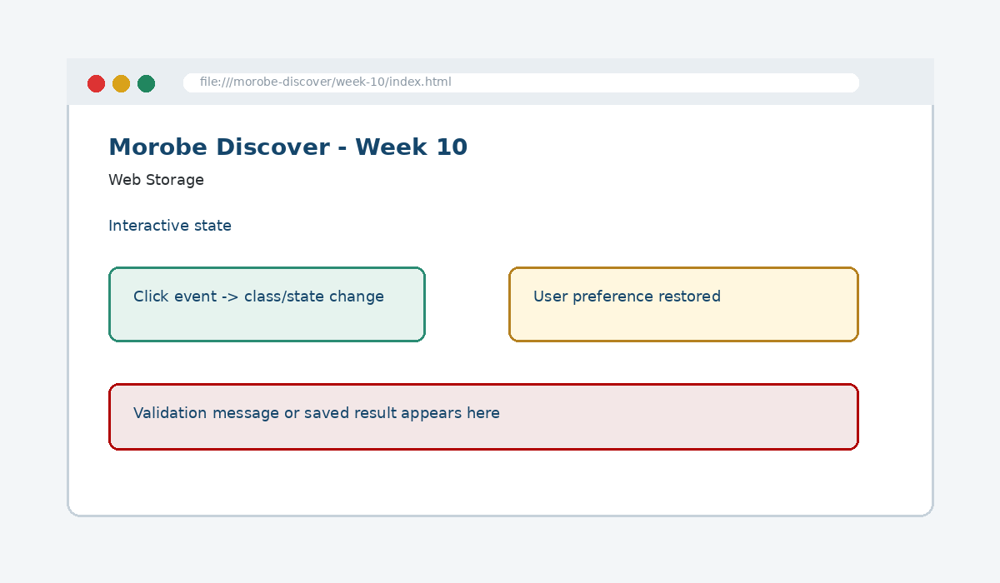 file:///morobe-discover/week-10/index.html
Morobe Discover - Week 10
Web Storage
Interactive state
Click event -> class/state change
User preference restored
Validation message or saved result appears here